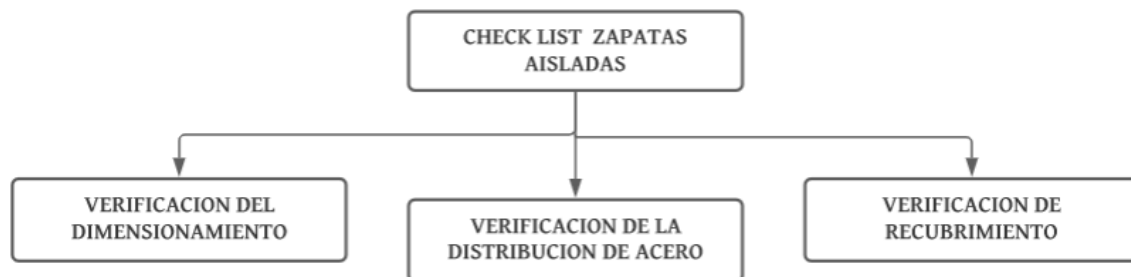 CHECK LIST ZAPATAS
AISLADAS
VERIFICACION DEL
DIMENSIONAMIENTO
VERIFICACION DE LA
DISTRIBUCION DE ACERO
VERIFICACION DE
RECUBRIMIENTO